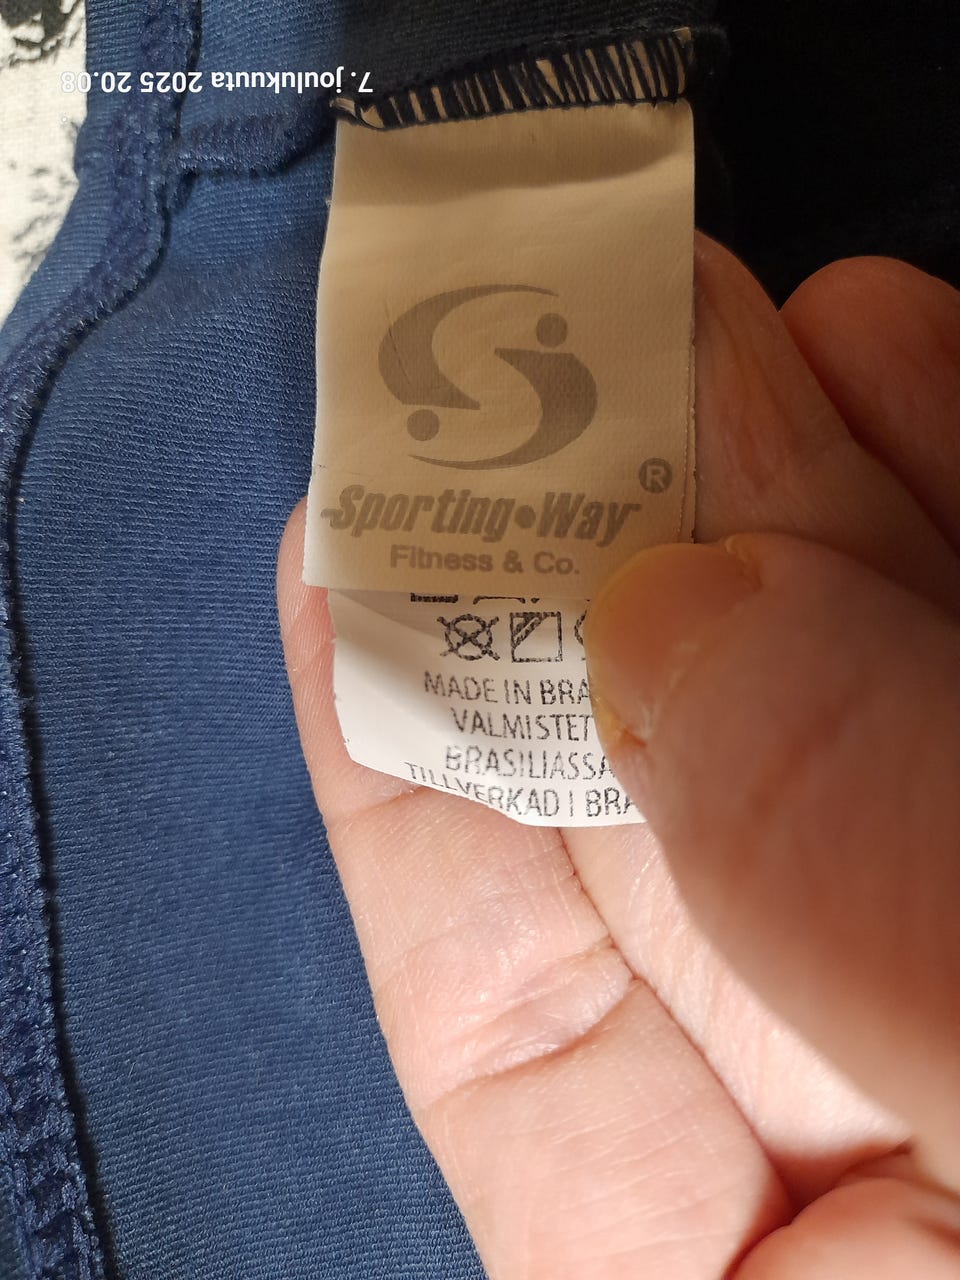 7. joulukuuta 2025 20.08
Sporting•Way®
Fitness & Co.
MADE IN BRA
VALMISTET
BRASILIASSA
TILLVERKAD I BRA